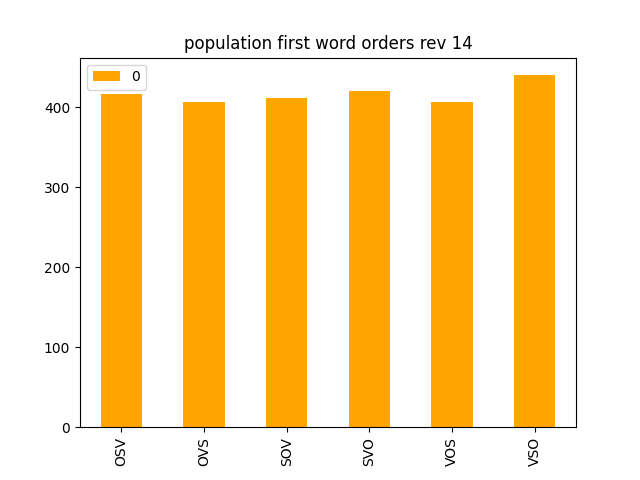 population first word orders rev 14
0
400
300
200
100
0
OSV
OVS
SOV
SVO
VOS
VSO